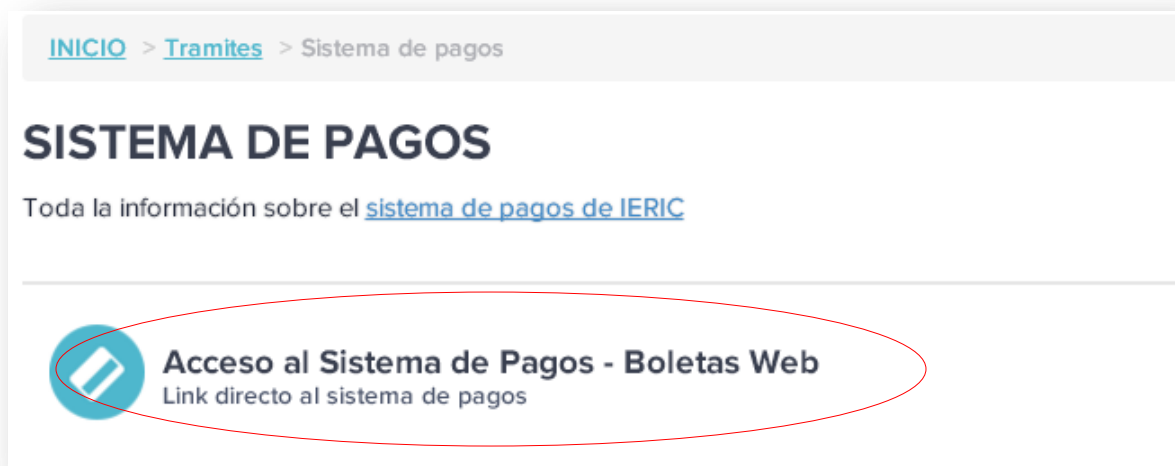 INICIO > Tramites > Sistema de pagos
SISTEMA DE PAGOS
Toda la información sobre el sistema de pagos de IERIC
Acceso al Sistema de Pagos - Boletas Web
Link directo al sistema de pagos